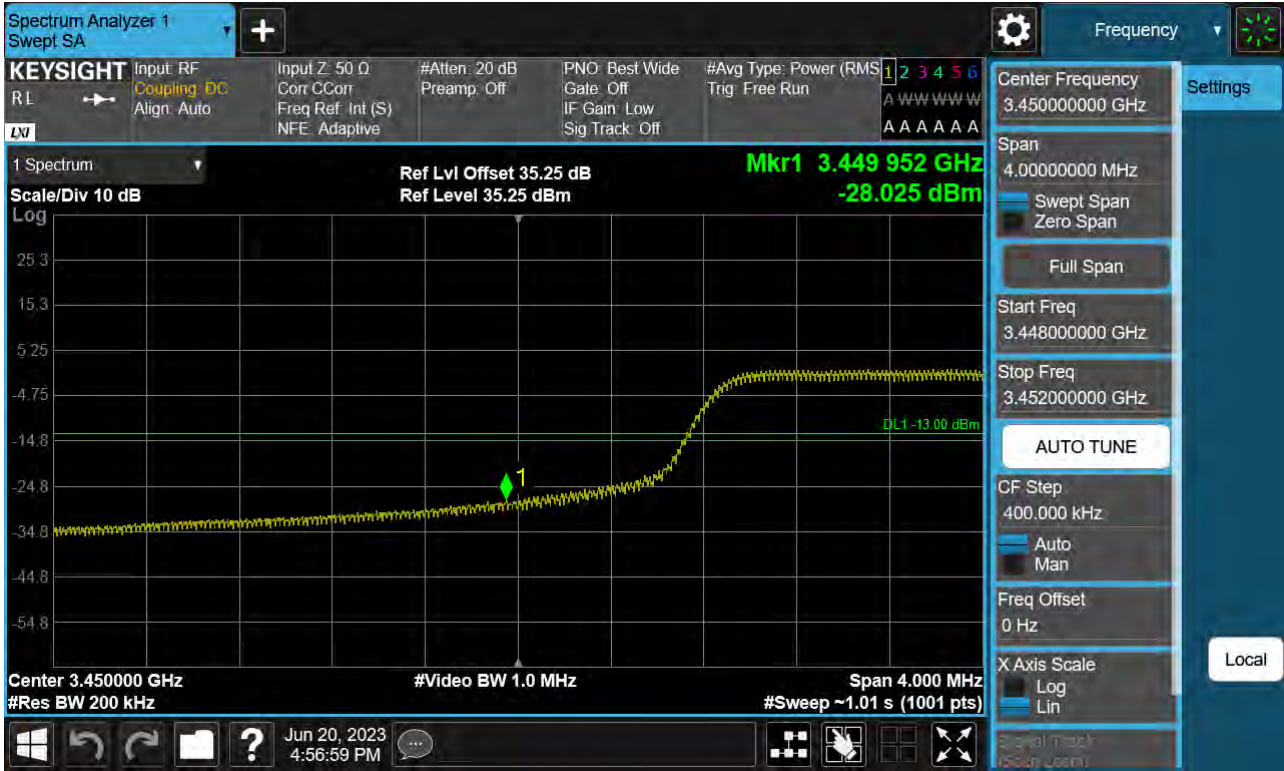 Spectrum Analyzer 1
Swept SA
+
Frequency
KEYSIGHT
RL
LXI
Input: RF
Coupling: DC
Align: Auto
Input Z: 50 Ω
Corr CCorr
Freq Ref: Int (S)
NFE: Adaptive
#Atten: 20 dB
Preamp: Off
PNO: Best Wide
Gate: Off
IF Gain: Low
Sig Track: Off
#Avg Type: Power (RMS
Trig: Free Run
1 2 3 4 5 6
A W W W W W
A A A A A A
1 Spectrum
Scale/Div 10 dB
Log
Ref Lvl Offset 35.25 dB
Ref Level 35.25 dBm
Mkr1 3.449 952 GHz
-28.025 dBm
25.3
15.3
5.25
-4.75
-14.8
-24.8
-34.8
-44.8
-54.8
DL1 -13.00 dBm
1
Center 3.450000 GHz
#Res BW 200 kHz
#Video BW 1.0 MHz
Span 4.000 MHz
#Sweep ~1.01 s (1001 pts)
Center Frequency
3.450000000 GHz
Span
4.00000000 MHz
Swept Span
Zero Span
Full Span
Start Freq
3.448000000 GHz
Stop Freq
3.452000000 GHz
AUTO TUNE
CF Step
400.000 kHz
Auto
Man
Freq Offset
0 Hz
X Axis Scale
Log
Lin
Signal Track
(Span Zoom)
Settings
Local
?
Jun 20, 2023
4:56:59 PM